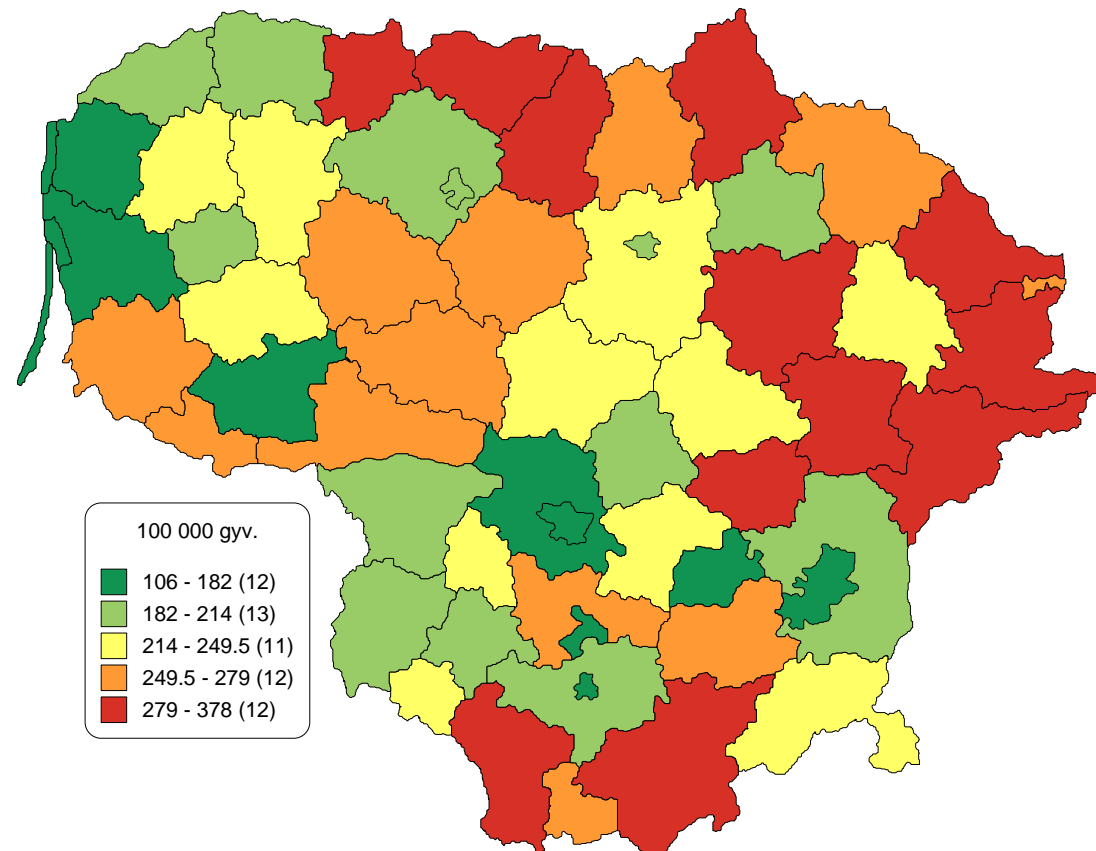 100 000 gyv.
106 - 182 (12)
182 - 214 (13)
214 - 249.5 (11)
249.5 - 279 (12)
279 - 378 (12)